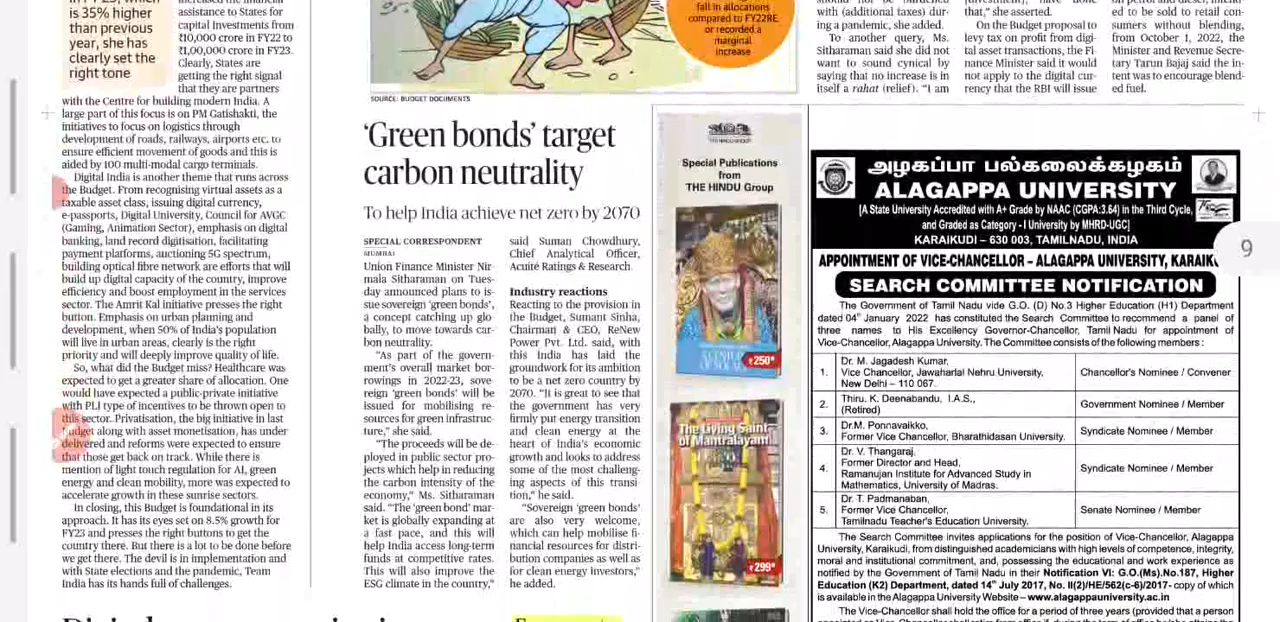 in FY23, which
is 35% higher
than previous
year, she has
clearly set the
right tone
increased the financial
assistance to States for
capital Investments from
₹10,000 crore in FY22 to
₹1,00,000 crore in FY23.
Clearly, States are
getting the right signal
that they are partners
with the Centre for building modern India. A
large part of this focus is on PM Gatishakti, the
initiatives to focus on logistics through
development of roads, railways, airports etc. to
ensure efficient movement of goods and this is
aided by 100 multi-modal cargo terminals.
Digital India is another theme that runs across
the Budget. From recognising virtual assets as a
taxable asset class, issuing digital currency,
e-passports, Digital University, Council for AVGC
(Gaming, Animation Sector), emphasis on digital
banking, land record digitisation, facilitating
payment platforms, auctioning 5G spectrum,
building optical fibre network are efforts that will
build up digital capacity of the country, improve
efficiency and boost employment in the services
sector. The Amrit Kal initiative presses the right
button. Emphasis on urban planning and
development, when 50% of India's population
will live in urban areas, clearly is the right
priority and will deeply improve quality of life.
So, what did the Budget miss? Healthcare was
expected to get a greater share of allocation. One
would have expected a public-private initiative
with PLI type of incentives to be thrown open to
this sector. Privatisation, the big initiative in last
Budget along with asset monetisation, has under
delivered and reforms were expected to ensure
that those get back on track. While there is
mention of light touch regulation for AI, green
energy and clean mobility, more was expected to
accelerate growth in these sunrise sectors.
In closing, this Budget is foundational in its
approach. It has its eyes set on 8.5% growth for
FY23 and presses the right buttons to get the
country there. But there is a lot to be done before
we get there. The devil is in implementation and
with State elections and the pandemic, Team
India has its hands full of challenges.
fall in allocations
compared to FY22RE
or recorded a
marginal
increase
SOURCE: BUDGET DOCUMENTS
'Green bonds' target
carbon neutrality
To help India achieve net zero by 2070
SPECIAL CORRESPONDENT
MUMBAI
Union Finance Minister Nir-
mala Sitharaman on Tues-
day announced plans to is-
sue sovereign 'green bonds',
a concept catching up glo-
bally, to move towards car-
bon neutrality.
"As part of the govern-
ment's overall market bor-
rowings in 2022-23, sove-
reign 'green bonds' will be
issued for mobilising re-
sources for green infrastruc-
ture," she said.
"The proceeds will be de-
ployed in public sector pro-
jects which help in reducing
the carbon intensity of the
economy," Ms. Sitharaman
said. "The 'green bond' mar-
ket is globally expanding at
a fast pace, and this will
help India access long-term
funds at competitive rates.
This will also improve the
ESG climate in the country,"
said Suman Chowdhury,
Chief Analytical Officer,
Acuité Ratings & Research.
Industry reactions
Reacting to the provision in
the Budget, Sumant Sinha,
Chairman & CEO, ReNew
Power Pvt. Ltd. said, with
this India has laid the
groundwork for its ambition
to be a net zero country by
2070. "It is great to see that
the government has very
firmly put energy transition
and clean energy at the
heart of India's economic
growth and looks to address
some of the most challeng-
ing aspects of this transi-
tion," he said.
"Sovereign 'green bonds'
are also very welcome,
which can help mobilise fi-
nancial resources for distri-
bution companies as well as
for clean energy investors,"
he added.
with (additional taxes) dur-
ing a pandemic, she added.
To another query, Ms.
Sitharaman said she did not
want to sound cynical by
saying that no increase is in
itself a rahat (relief). "I am
that," she asserted.
On the Budget proposal to
levy tax on profit from digi-
tal asset transactions, the Fi-
nance Minister said it would
not apply to the digital cur-
rency that the RBI will issue
ed to be sold to retail con-
sumers without blending,
from October 1, 2022, the
Minister and Revenue Secre-
tary Tarun Bajaj said the in-
tent was to encourage blend-
ed fuel.
THE HINDU GROUP
Special Publications
from
THE HINDU Group
₹250*
The Living Saint
of Mantralayam
₹299*
அழகப்பா பல்கலைக்கழகம்
ALAGAPPA UNIVERSITY
[A State University Accredited with A+ Grade by NAAC (CGPA:3.64) in the Third Cycle,
and Graded as Category - I University by MHRD-UGC]
KARAIKUDI – 630 003, TAMILNADU, INDIA
APPOINTMENT OF VICE-CHANCELLOR – ALAGAPPA UNIVERSITY, KARAIK
SEARCH COMMITTEE NOTIFICATION
The Government of Tamil Nadu vide G.O. (D) No.3 Higher Education (H1) Department
dated 04th January 2022 has constituted the Search Committee to recommend a panel of
three names to His Excellency Governor-Chancellor, Tamil Nadu for appointment of
Vice-Chancellor, Alagappa University. The Committee consists of the following members :
1. Dr. M. Jagadesh Kumar,
Vice Chancellor, Jawaharlal Nehru University,
New Delhi – 110 067.
Chancellor's Nominee / Convener
2. Thiru. K. Deenabandu, I.A.S.,
(Retired)
Government Nominee / Member
3. Dr.M. Ponnavaikko,
Former Vice Chancellor, Bharathidasan University.
Syndicate Nominee / Member
4. Dr. V. Thangaraj,
Former Director and Head,
Ramanujan Institute for Advanced Study in
Mathematics, University of Madras.
Syndicate Nominee / Member
5. Dr. T. Padmanaban,
Former Vice Chancellor,
Tamilnadu Teacher's Education University.
Senate Nominee / Member
The Search Committee invites applications for the position of Vice-Chancellor, Alagappa
University, Karaikudi, from distinguished academicians with high levels of competence, integrity,
moral and institutional commitment, and, possessing the educational and work experience as
notified by the Government of Tamil Nadu in their Notification VI: G.O.(Ms).No.187, Higher
Education (K2) Department, dated 14th July 2017, No. II(2)/HE/562(c-6)/2017- copy of which
is available in the Alagappa University Website – www.alagappauniversity.ac.in
The Vice-Chancellor shall hold the office for a period of three years (provided that a person
9